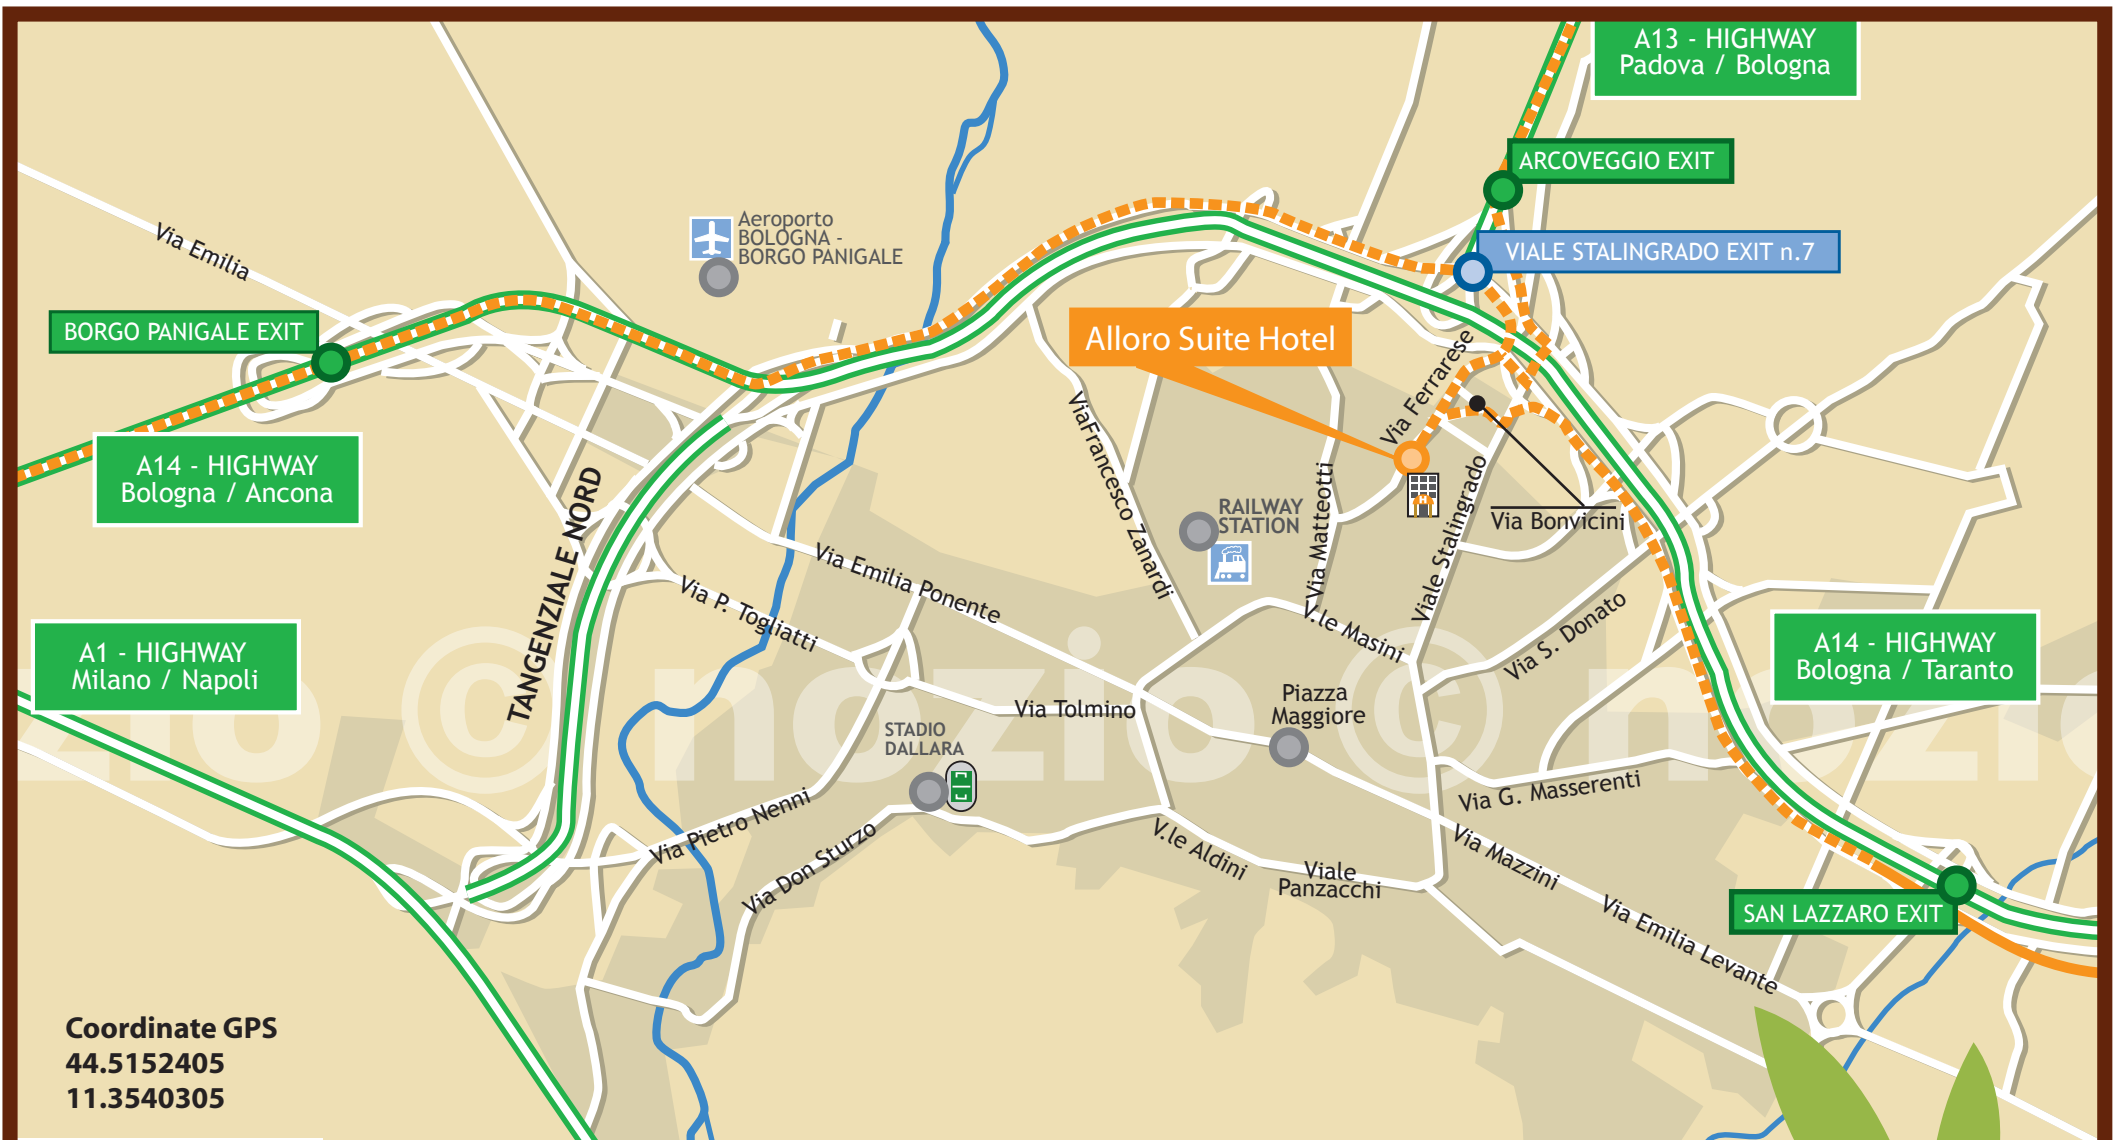 A13 - HIGHWAY
Padova / Bologna
ARCOVEGGIO EXIT
VIALE STALINGRADO EXIT n.7
Aeroporto
BOLOGNA -
BORGO PANIGALE
Via Emilia
BORGO PANIGALE EXIT
Alloro Suite Hotel
Via Ferrarese
A14 - HIGHWAY
Bologna / Ancona
TANGENZIALE NORD
ViaFrancesco Zanardi
RAILWAY
STATION
Via Matteotti
Viale Stalingrado
Via Bonvicini
H
Via Emilia Ponente
Via P. Togliatti
V.le Masini
Via S. Donato
A1 - HIGHWAY
Milano / Napoli
A14 - HIGHWAY
Bologna / Taranto
zio © nozio © nozio
Via Tolmino
Piazza
Maggiore
STADIO
DALLARA
Via Pietro Nenni
Via Don Sturzo
V.le Aldini
Viale
Panzacchi
Via G. Masserenti
Via Mazzini
Via Emilia Levante
SAN LAZZARO EXIT
Coordinate GPS
44.5152405
11.3540305